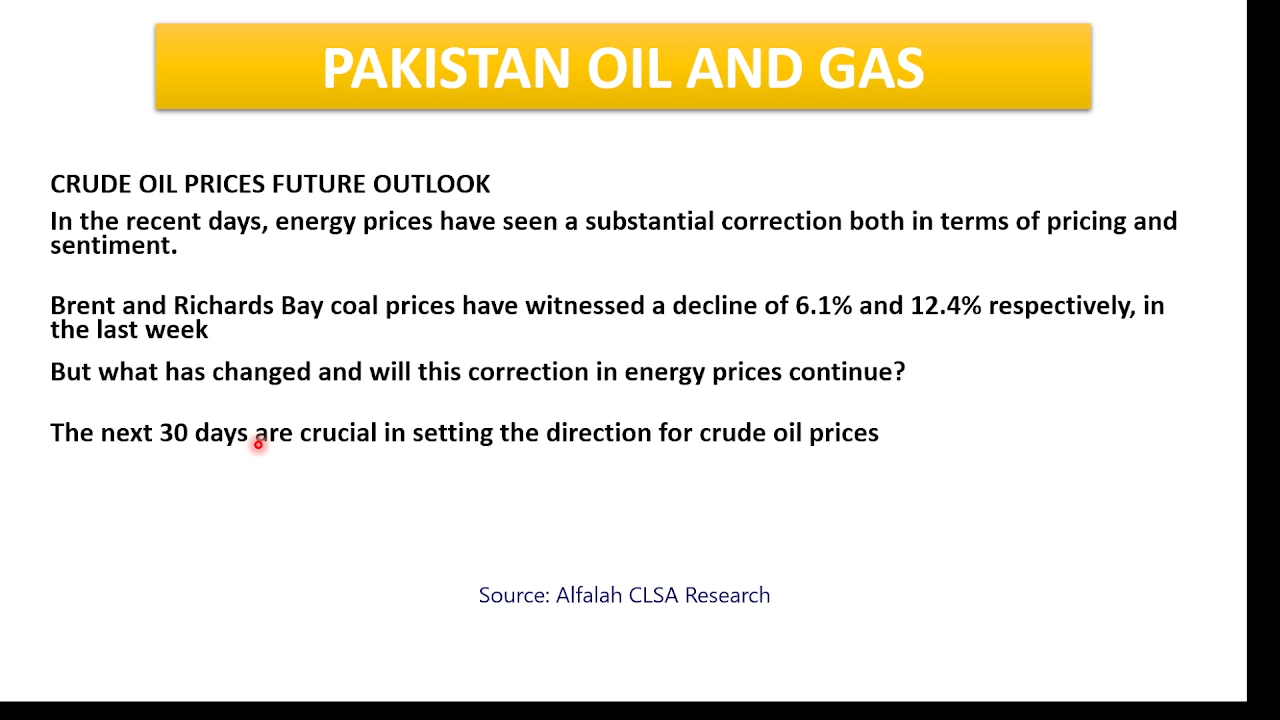 PAKISTAN OIL AND GAS
CRUDE OIL PRICES FUTURE OUTLOOK
In the recent days, energy prices have seen a substantial correction both in terms of pricing and
sentiment.
Brent and Richards Bay coal prices have witnessed a decline of 6.1% and 12.4% respectively, in
the last week
But what has changed and will this correction in energy prices continue?
The next 30 days are crucial in setting the direction for crude oil prices
Source: Alfalah CLSA Research